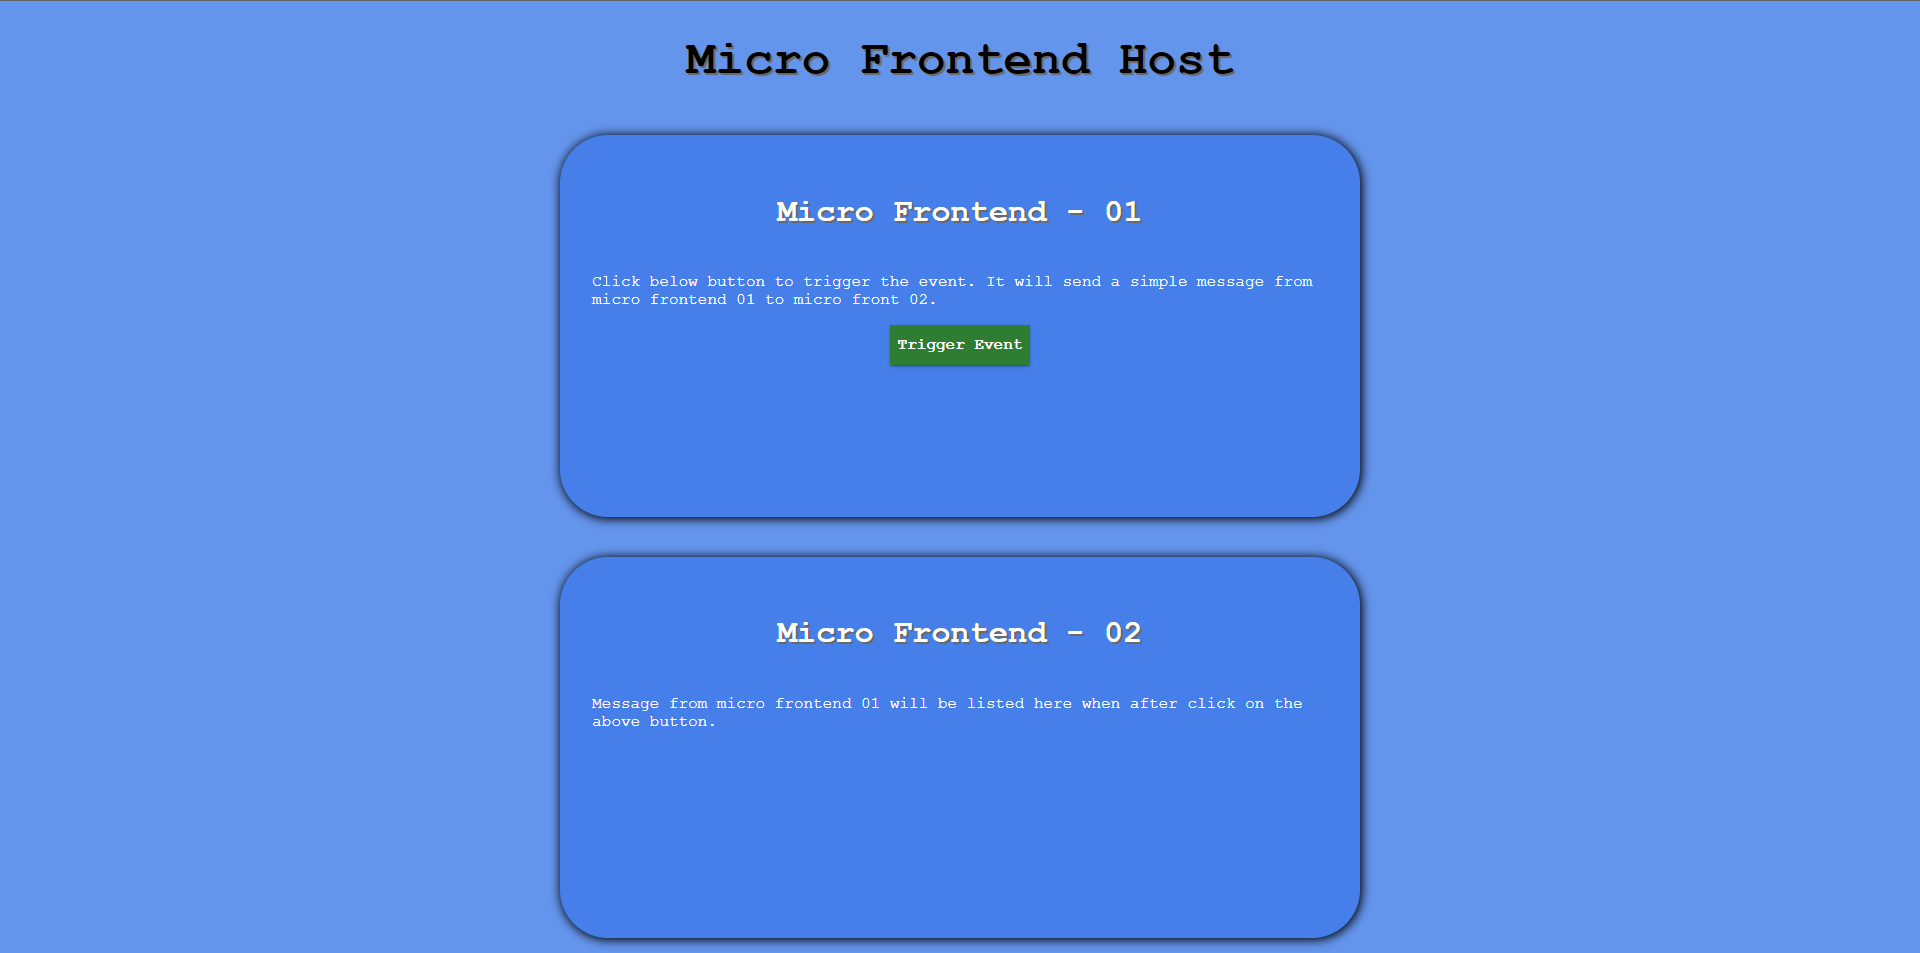 Micro Frontend Host
Micro Frontend - 01
Click below button to trigger the event. It will send a simple message from
micro frontend 01 to micro front 02.
Trigger Event
Micro Frontend - 02
Message from micro frontend 01 will be listed here when after click on the
above button.